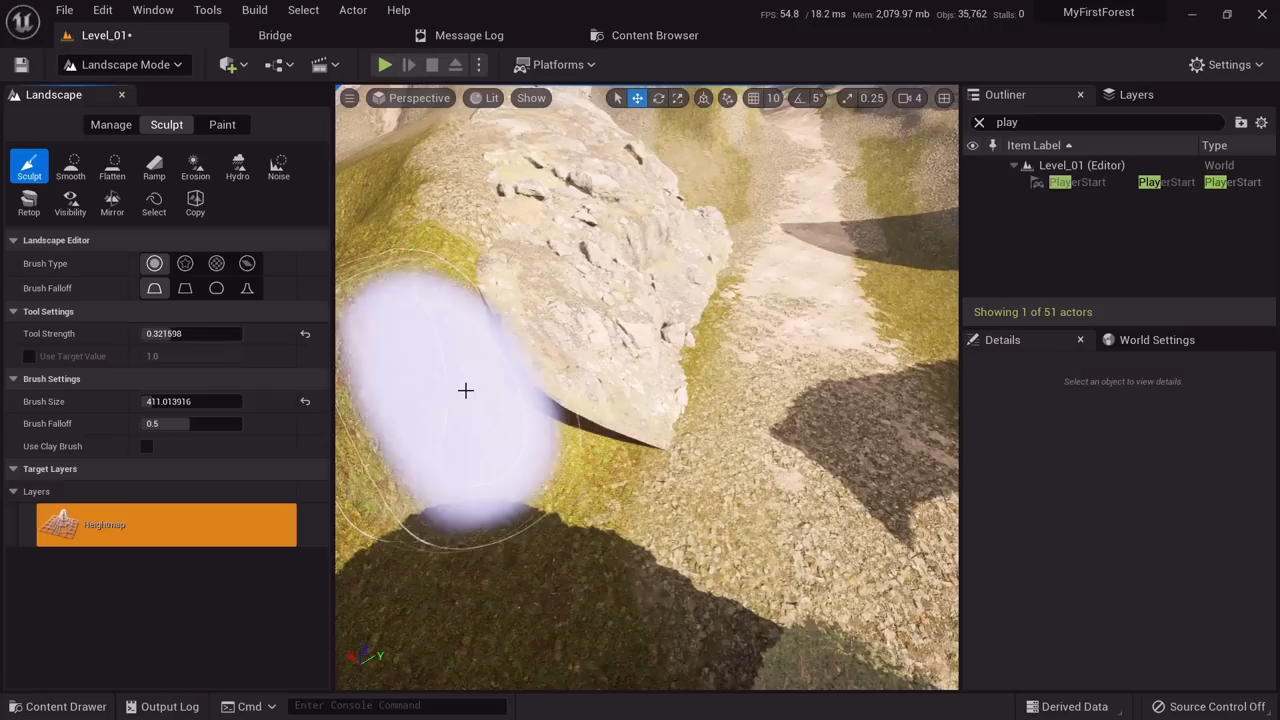 File Edit Window Tools Build Select Actor Help
FPS: 54.8 / 18.2 ms Mem: 2,079.97 mb Objs: 35,762 Stalls: 0
MyFirstForest
Level_01• Bridge Message Log Content Browser
Landscape Mode Platforms Settings
Landscape
Manage Sculpt Paint
Sculpt Smooth Flatten Ramp Erosion Hydro Noise
Retop Visibility Mirror Select Copy
Landscape Editor
Brush Type
Brush Falloff
Tool Settings
Tool Strength 0.321598
Use Target Value 1.0
Brush Settings
Brush Size 411.013916
Brush Falloff 0.5
Use Clay Brush
Target Layers
Layers
Heightmap
Perspective Lit Show 10 5° 0.25 4
Y
Outliner Layers
play
Item Label Type
Level_01 (Editor) World
PlayerStart PlayerStart PlayerStart
Showing 1 of 51 actors
Details World Settings
Select an object to view details.
Content Drawer Output Log Cmd Enter Console Command Derived Data Source Control Off